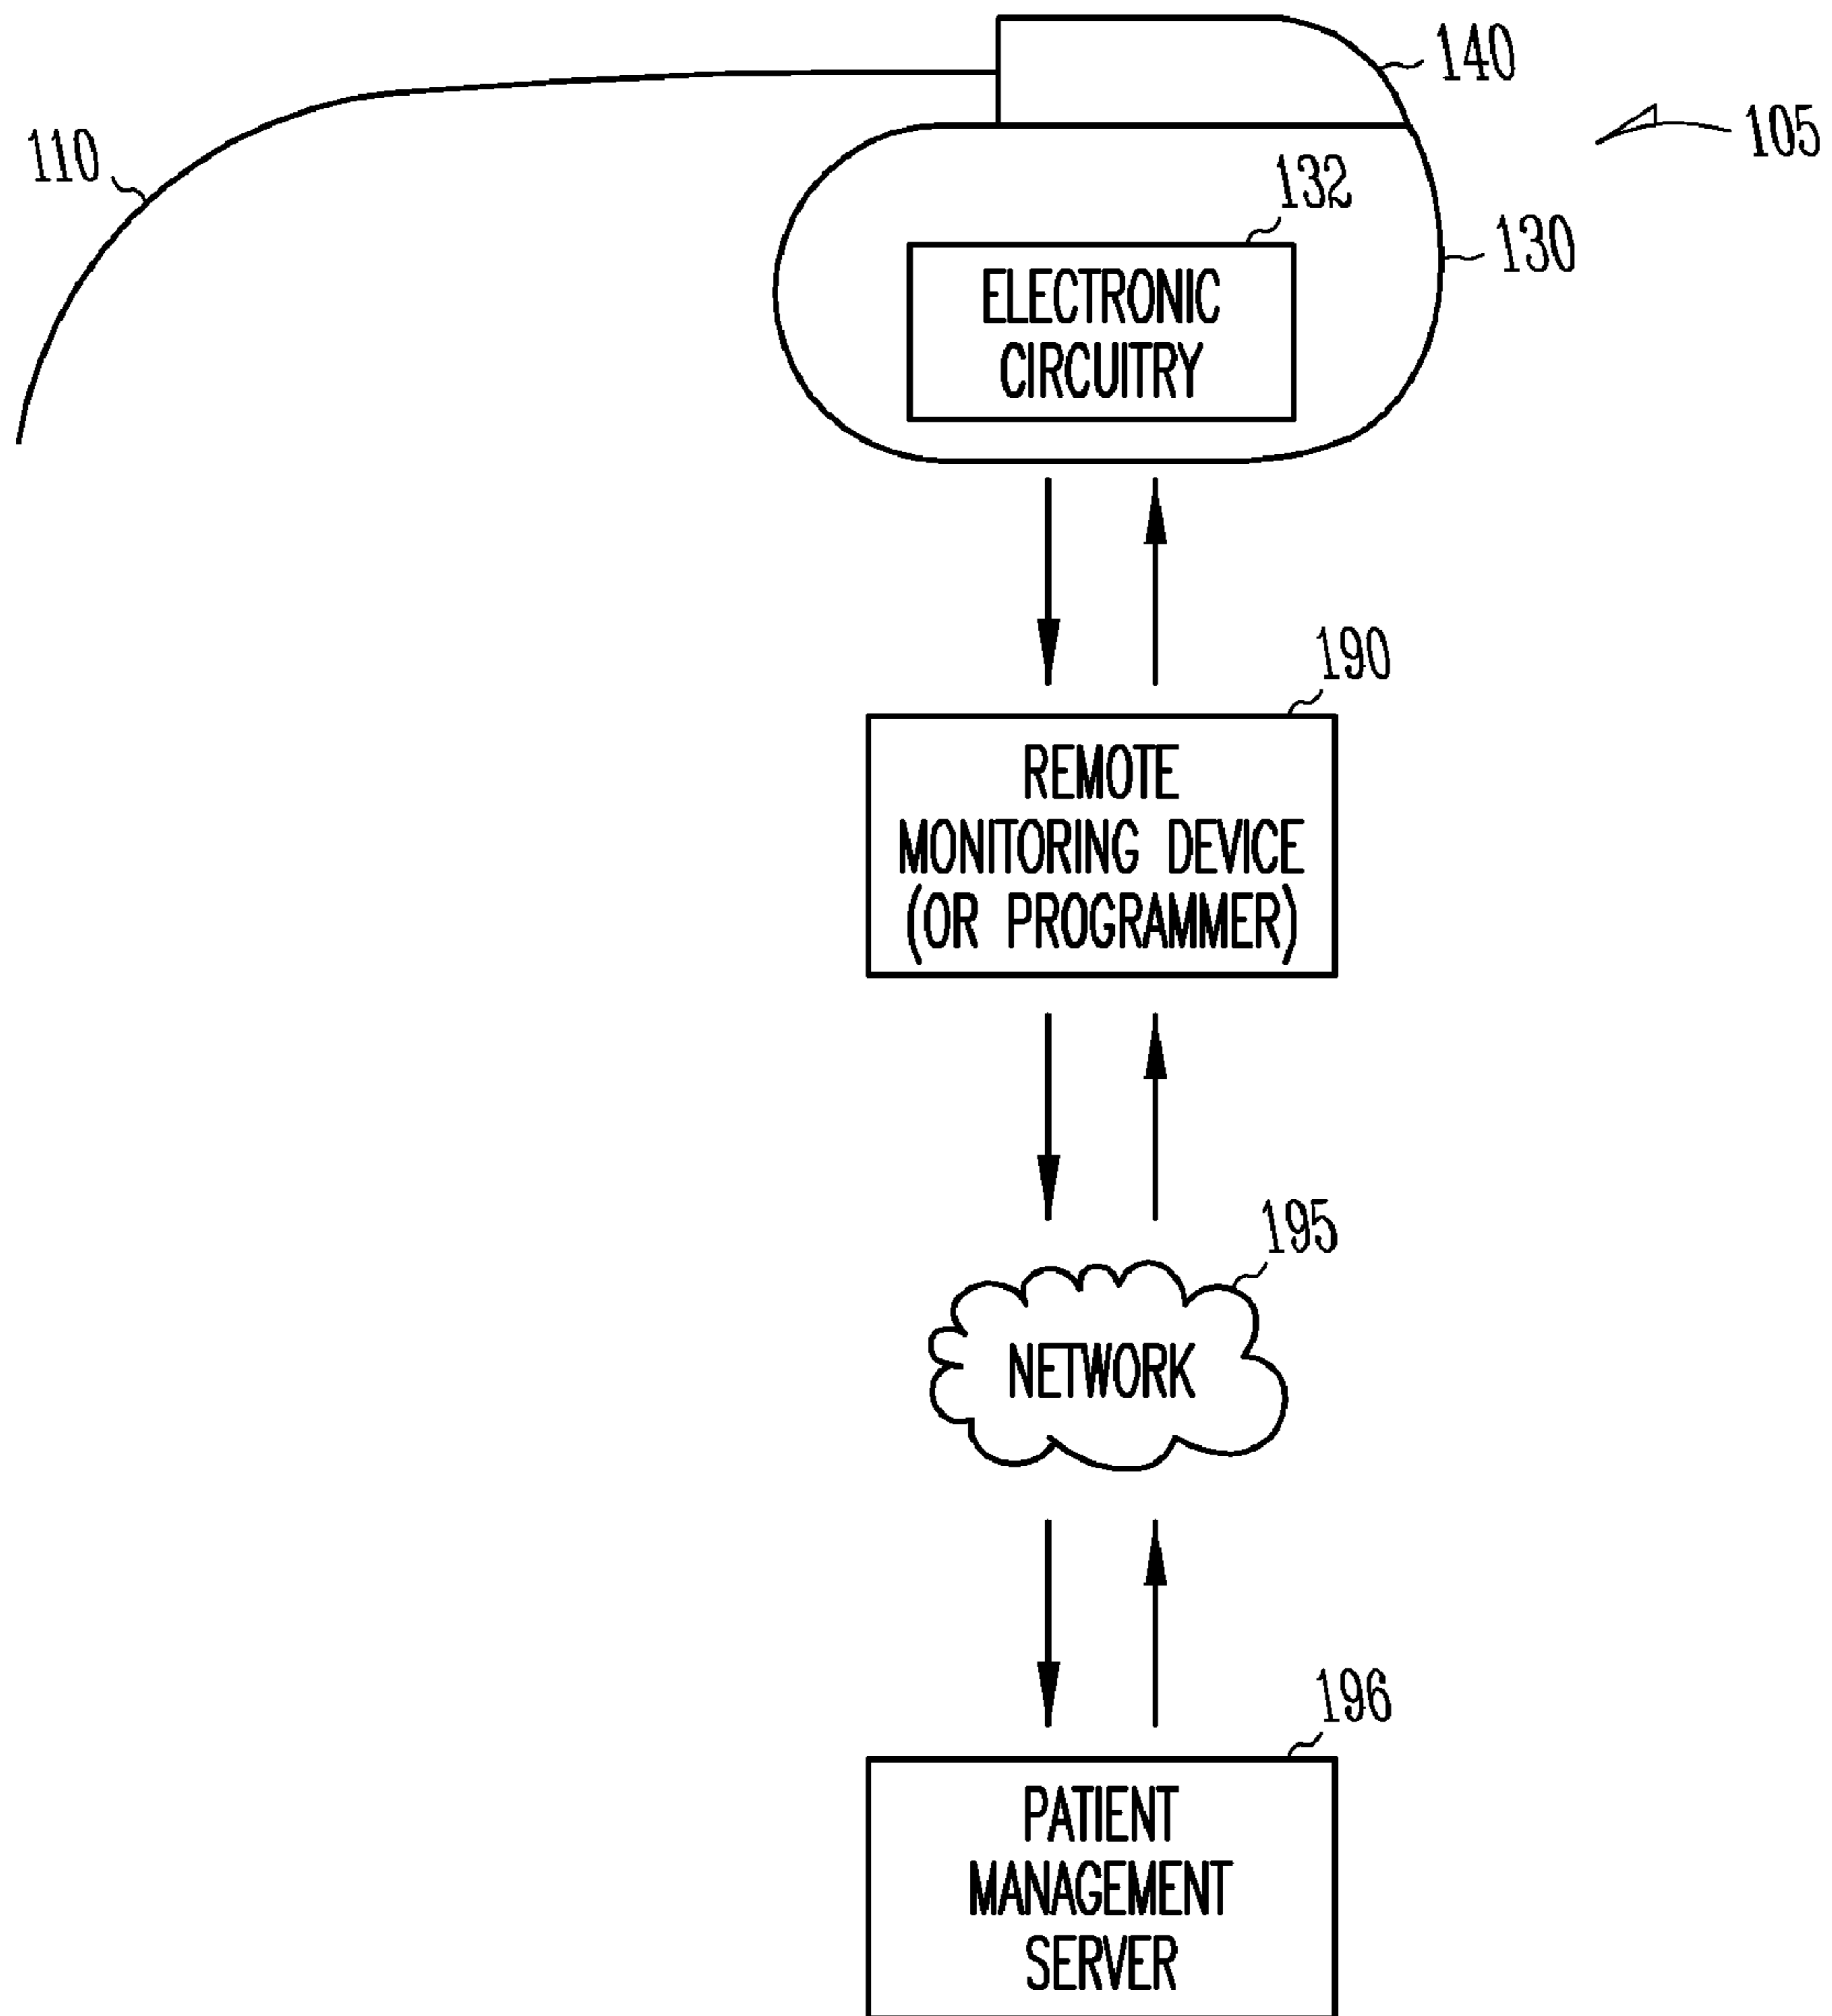 140
105
110
132
130
ELECTRONIC
CIRCUITRY
190
REMOTE
MONITORING DEVICE
(OR PROGRAMMER)
195
NETWORK
196
PATIENT
MANAGEMENT
SERVER